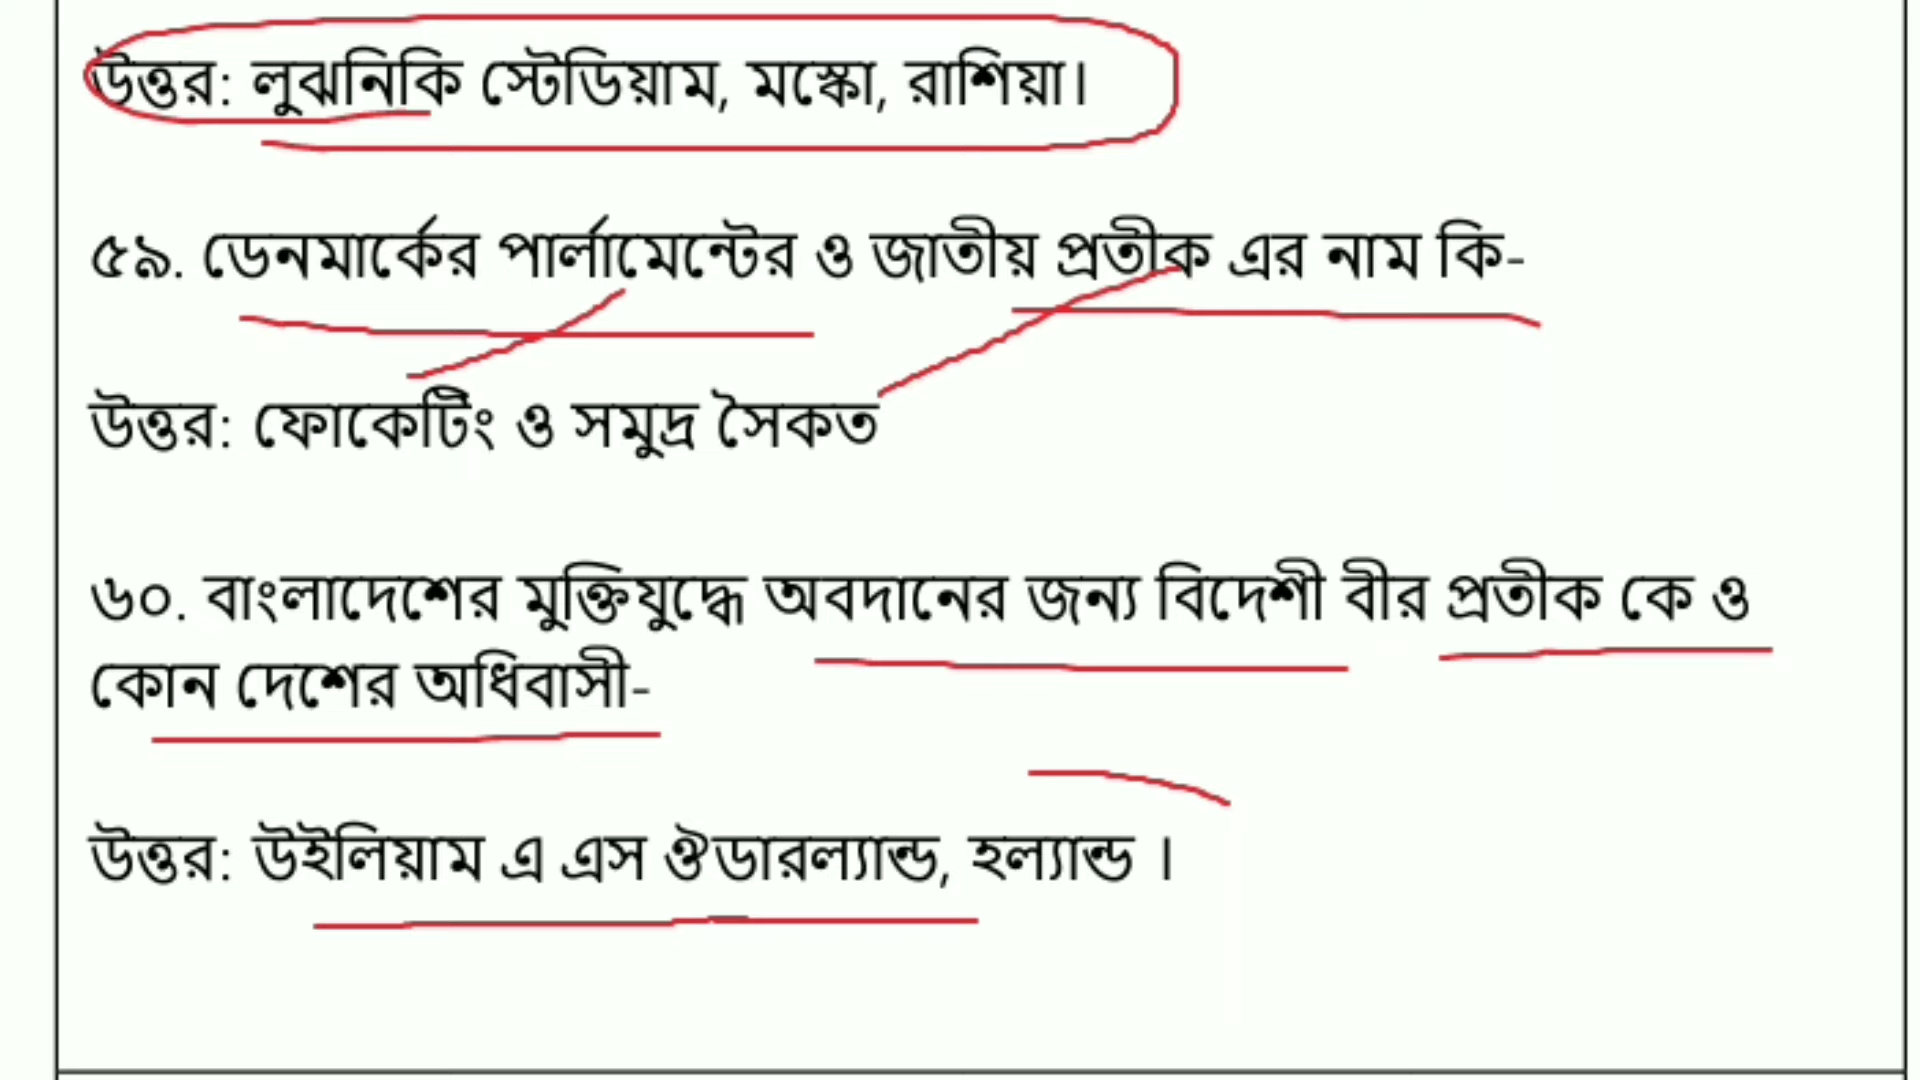 উত্তর: লুঝনিকি স্টেডিয়াম, মস্কো, রাশিয়া।
৫৯. ডেনমার্কের পার্লামেন্টের ও জাতীয় প্রতীক এর নাম কি-
উত্তর: ফোকেটিং ও সমুদ্র সৈকত
৬০. বাংলাদেশের মুক্তিযুদ্ধে অবদানের জন্য বিদেশী বীর প্রতীক কে ও
কোন দেশের অধিবাসী-
উত্তর: উইলিয়াম এ এস ঔডারল্যান্ড, হল্যান্ড ।